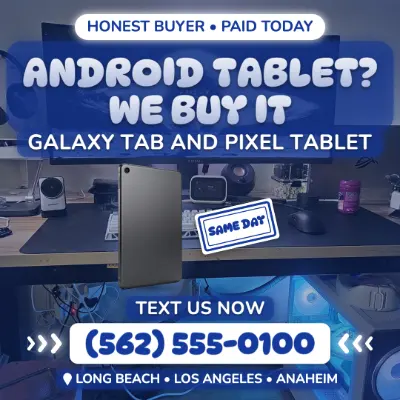 HONEST BUYER • PAID TODAY
ANDROID TABLET?
WE BUY IT
GALAXY TAB AND PIXEL TABLET
SAME DAY
TEXT US NOW
(562) 555-0100
LONG BEACH • LOS ANGELES • ANAHEIM